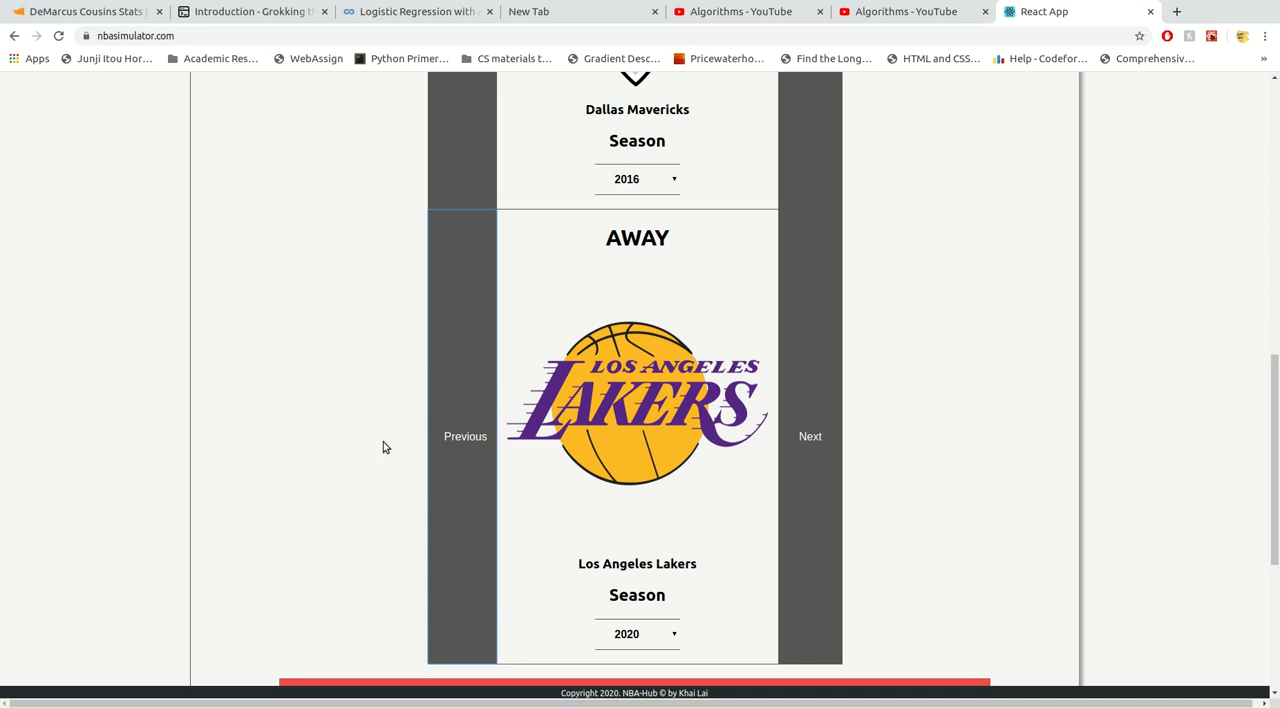 DeMarcus Cousins Stats |
Introduction - Grokking th
Logistic Regression with a
New Tab
Algorithms - YouTube
Algorithms - YouTube
React App
nbasimulator.com
Apps
Junji Itou Hor…
Academic Res…
WebAssign
Python Primer…
CS materials t…
Gradient Desc…
Pricewaterho…
Find the Long…
HTML and CSS…
Help - Codefor…
Comprehensiv…
»
Dallas Mavericks
Season
2016
AWAY
LOS ANGELES
LAKERS
Previous
Next
Los Angeles Lakers
Season
2020
Copyright 2020. NBA-Hub © by Khai Lai